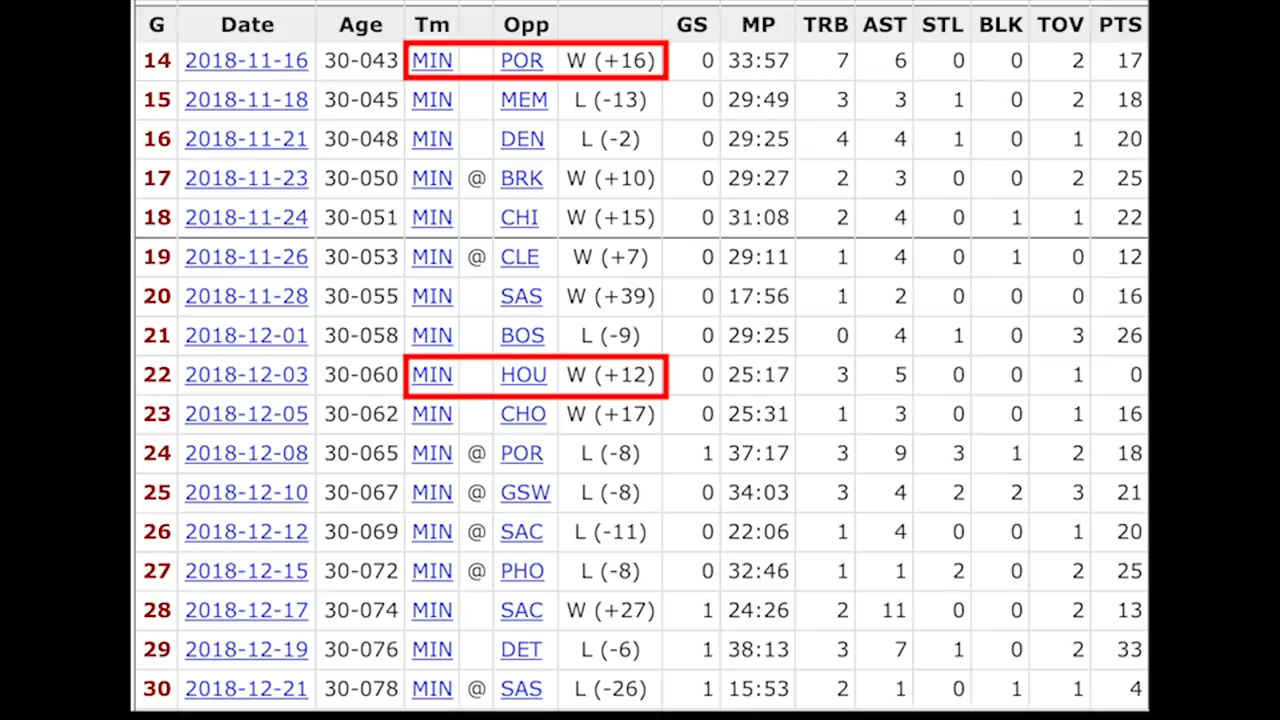 G Date Age Tm Opp GS MP TRB AST STL BLK TOV PTS
14 2018-11-16 30-043 MIN POR W (+16) 0 33:57 7 6 0 0 2 17
15 2018-11-18 30-045 MIN MEM L (-13) 0 29:49 3 3 1 0 2 18
16 2018-11-21 30-048 MIN DEN L (-2) 0 29:25 4 4 1 0 1 20
17 2018-11-23 30-050 MIN @ BRK W (+10) 0 29:27 2 3 0 0 2 25
18 2018-11-24 30-051 MIN CHI W (+15) 0 31:08 2 4 0 1 1 22
19 2018-11-26 30-053 MIN @ CLE W (+7) 0 29:11 1 4 0 1 0 12
20 2018-11-28 30-055 MIN SAS W (+39) 0 17:56 1 2 0 0 0 16
21 2018-12-01 30-058 MIN BOS L (-9) 0 29:25 0 4 1 0 3 26
22 2018-12-03 30-060 MIN HOU W (+12) 0 25:17 3 5 0 0 1 0
23 2018-12-05 30-062 MIN CHO W (+17) 0 25:31 1 3 0 0 1 16
24 2018-12-08 30-065 MIN @ POR L (-8) 1 37:17 3 9 3 1 2 18
25 2018-12-10 30-067 MIN @ GSW L (-8) 0 34:03 3 4 2 2 3 21
26 2018-12-12 30-069 MIN @ SAC L (-11) 0 22:06 1 4 0 0 1 20
27 2018-12-15 30-072 MIN @ PHO L (-8) 0 32:46 1 1 2 0 2 25
28 2018-12-17 30-074 MIN SAC W (+27) 1 24:26 2 11 0 0 2 13
29 2018-12-19 30-076 MIN DET L (-6) 1 38:13 3 7 1 0 2 33
30 2018-12-21 30-078 MIN @ SAS L (-26) 1 15:53 2 1 0 1 1 4